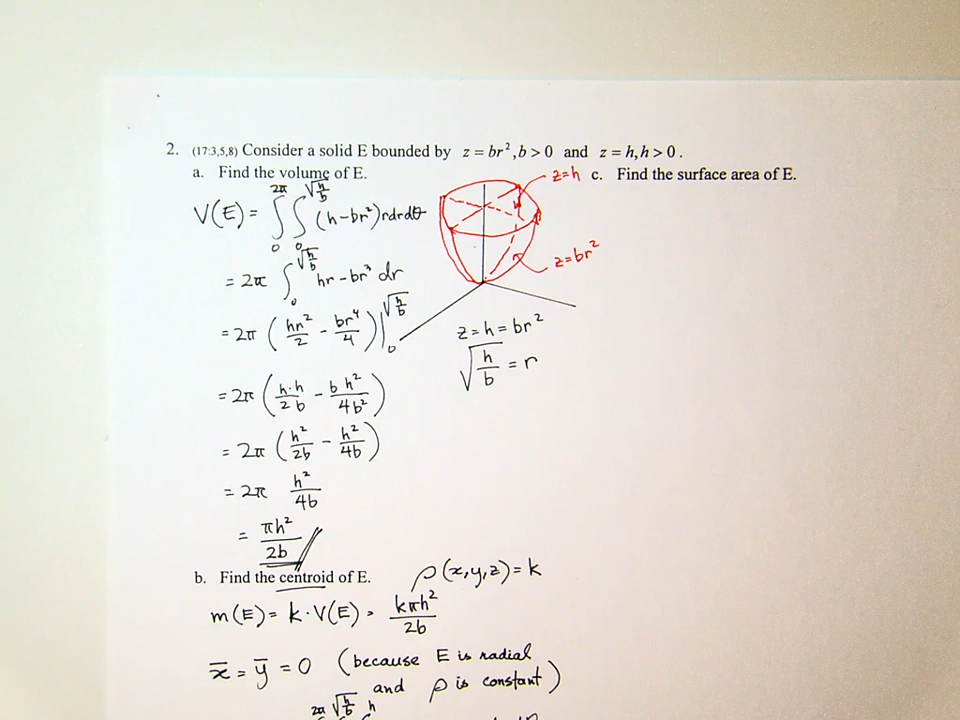 2. (17:3,5,8) Consider a solid E bounded by z = br², b > 0 and z = h, h > 0.
a. Find the volume of E.
z=h
c. Find the surface area of E.
V(E) = ∫₀^2π ∫₀^√(h/b) (h-br²) r dr dθ
z=br²
= 2π ∫₀^√(h/b) hr - br³ dr
= 2π (hr²/2 - br⁴/4) |₀^√(h/b)
z = h = br²
√(h/b) = r
= 2π (h·h/2b - b h²/4b²)
= 2π (h²/2b - h²/4b)
= 2π h²/4b
= πh²/2b
b. Find the centroid of E.
ρ(x,y,z) = k
m(E) = k·V(E) = kπh²/2b
x̄ = ȳ = 0 (because E is radial
and ρ is constant)
2π √(h/b) h